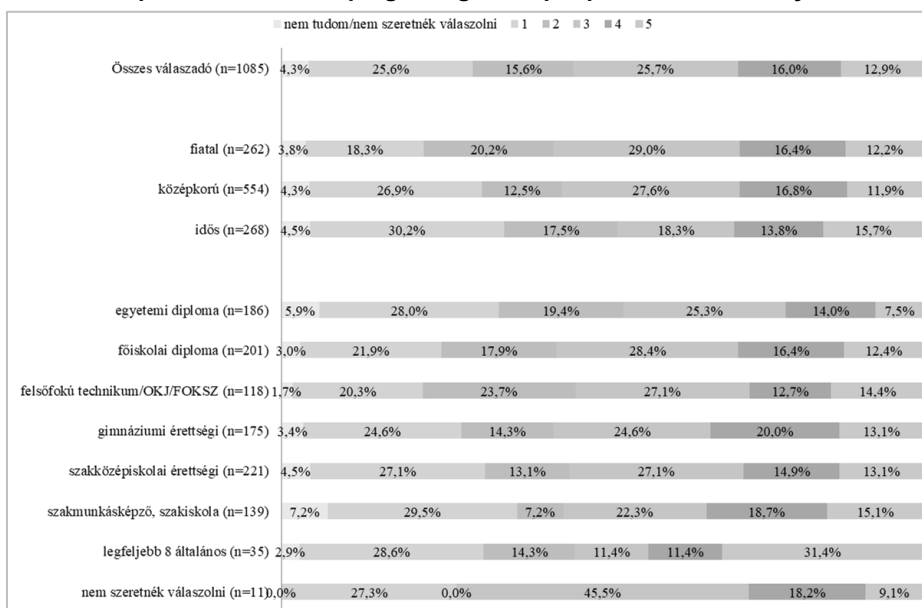 nem tudom/nem szeretnék válaszolni 1 2 3 4 5
Összes válaszadó (n=1085) 4,3% 25,6% 15,6% 25,7% 16,0% 12,9%
fiatal (n=262) 3,8% 18,3% 20,2% 29,0% 16,4% 12,2%
középkorú (n=554) 4,3% 26,9% 12,5% 27,6% 16,8% 11,9%
idős (n=268) 4,5% 30,2% 17,5% 18,3% 13,8% 15,7%
egyetemi diploma (n=186) 5,9% 28,0% 19,4% 25,3% 14,0% 7,5%
főiskolai diploma (n=201) 3,0% 21,9% 17,9% 28,4% 16,4% 12,4%
felsőfokú technikum/OKJ/FOKSZ (n=118) 1,7% 20,3% 23,7% 27,1% 12,7% 14,4%
gimnáziumi érettségi (n=175) 3,4% 24,6% 14,3% 24,6% 20,0% 13,1%
szakközépiskolai érettségi (n=221) 4,5% 27,1% 13,1% 27,1% 14,9% 13,1%
szakmunkásképző, szakiskola (n=139) 7,2% 29,5% 7,2% 22,3% 18,7% 15,1%
legfeljebb 8 általános (n=35) 2,9% 28,6% 14,3% 11,4% 11,4% 31,4%
nem szeretnék válaszolni (n=11) 0,0% 27,3% 0,0% 45,5% 18,2% 9,1%